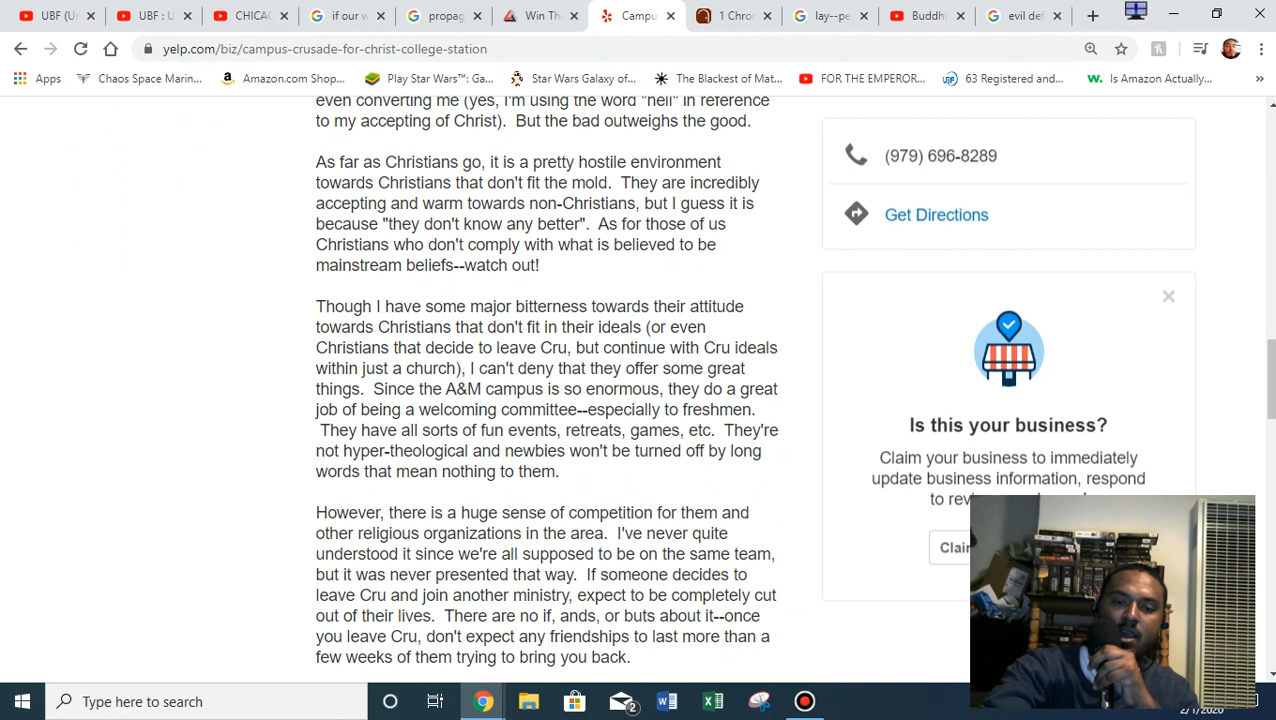 UBF (Ur
UBF : U
CHICAC
if our w
propag
Win The
Campu
1 Chron
lay--pe
Buddhi
evil def
yelp.com/biz/campus-crusade-for-christ-college-station
Apps
Chaos Space Marin...
Amazon.com Shop...
Play Star Wars™: Ga...
Star Wars Galaxy of...
The Blackest of Mat...
FOR THE EMPEROR...
63 Registered and...
Is Amazon Actually...
»
even converting me (yes, I'm using the word "hell" in reference
to my accepting of Christ).  But the bad outweighs the good.
As far as Christians go, it is a pretty hostile environment
towards Christians that don't fit the mold.  They are incredibly
accepting and warm towards non-Christians, but I guess it is
because "they don't know any better".  As for those of us
Christians who don't comply with what is believed to be
mainstream beliefs--watch out!
Though I have some major bitterness towards their attitude
towards Christians that don't fit in their ideals (or even
Christians that decide to leave Cru, but continue with Cru ideals
within just a church), I can't deny that they offer some great
things.  Since the A&M campus is so enormous, they do a great
job of being a welcoming committee--especially to freshmen.
They have all sorts of fun events, retreats, games, etc.  They're
not hyper-theological and newbies won't be turned off by long
words that mean nothing to them.
However, there is a huge sense of competition for them and
other religious organizations in the area.  I've never quite
understood it since we're all supposed to be on the same team,
but it was never presented that way.  If someone decides to
leave Cru and join another ministry, expect to be completely cut
out of their lives.  There are no if, ands, or buts about it--once
you leave Cru, don't expect any friendships to last more than a
few weeks of them trying to bring you back.
(979) 696-8289
Get Directions
Is this your business?
Claim your business to immediately
update business information, respond
to
Type here to search
2
2/1/2020